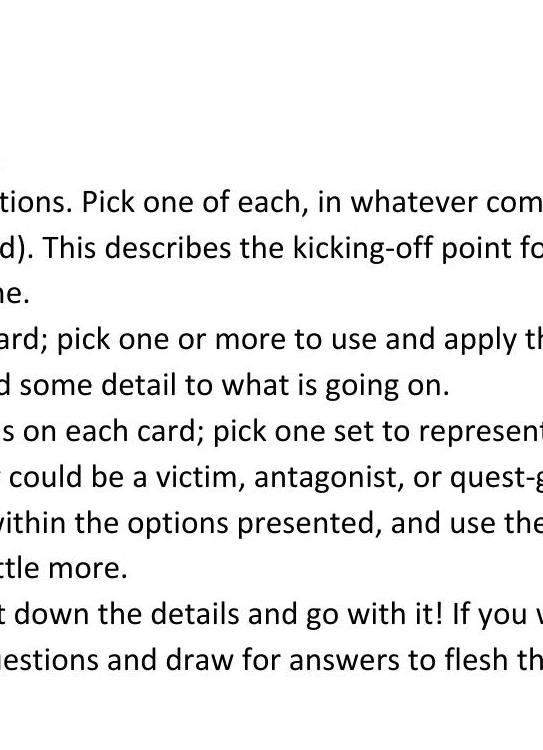 tions. Pick one of each, in whatever com
d). This describes the kicking-off point fo
ne.
ard; pick one or more to use and apply th
d some detail to what is going on.
s on each card; pick one set to represent
could be a victim, antagonist, or quest-g
within the options presented, and use the
ttle more.
t down the details and go with it! If you w
uestions and draw for answers to flesh th